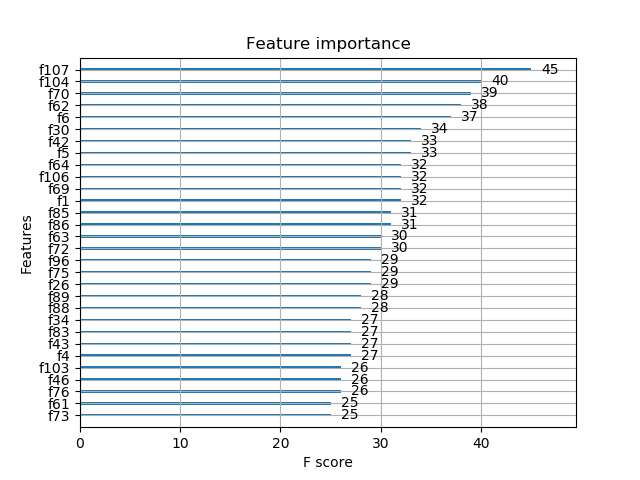 Feature importance
f107 45
f104 40
f70 39
f62 38
f6 37
f30 34
f42 33
f5 33
f64 32
f106 32
f69 32
f1 32
f85 31
f86 31
f63 30
f72 30
f96 29
f75 29
f26 29
f89 28
f88 28
f34 27
f83 27
f43 27
f4 27
f103 26
f46 26
f76 26
f61 25
f73 25
Features
0 10 20 30 40
F score